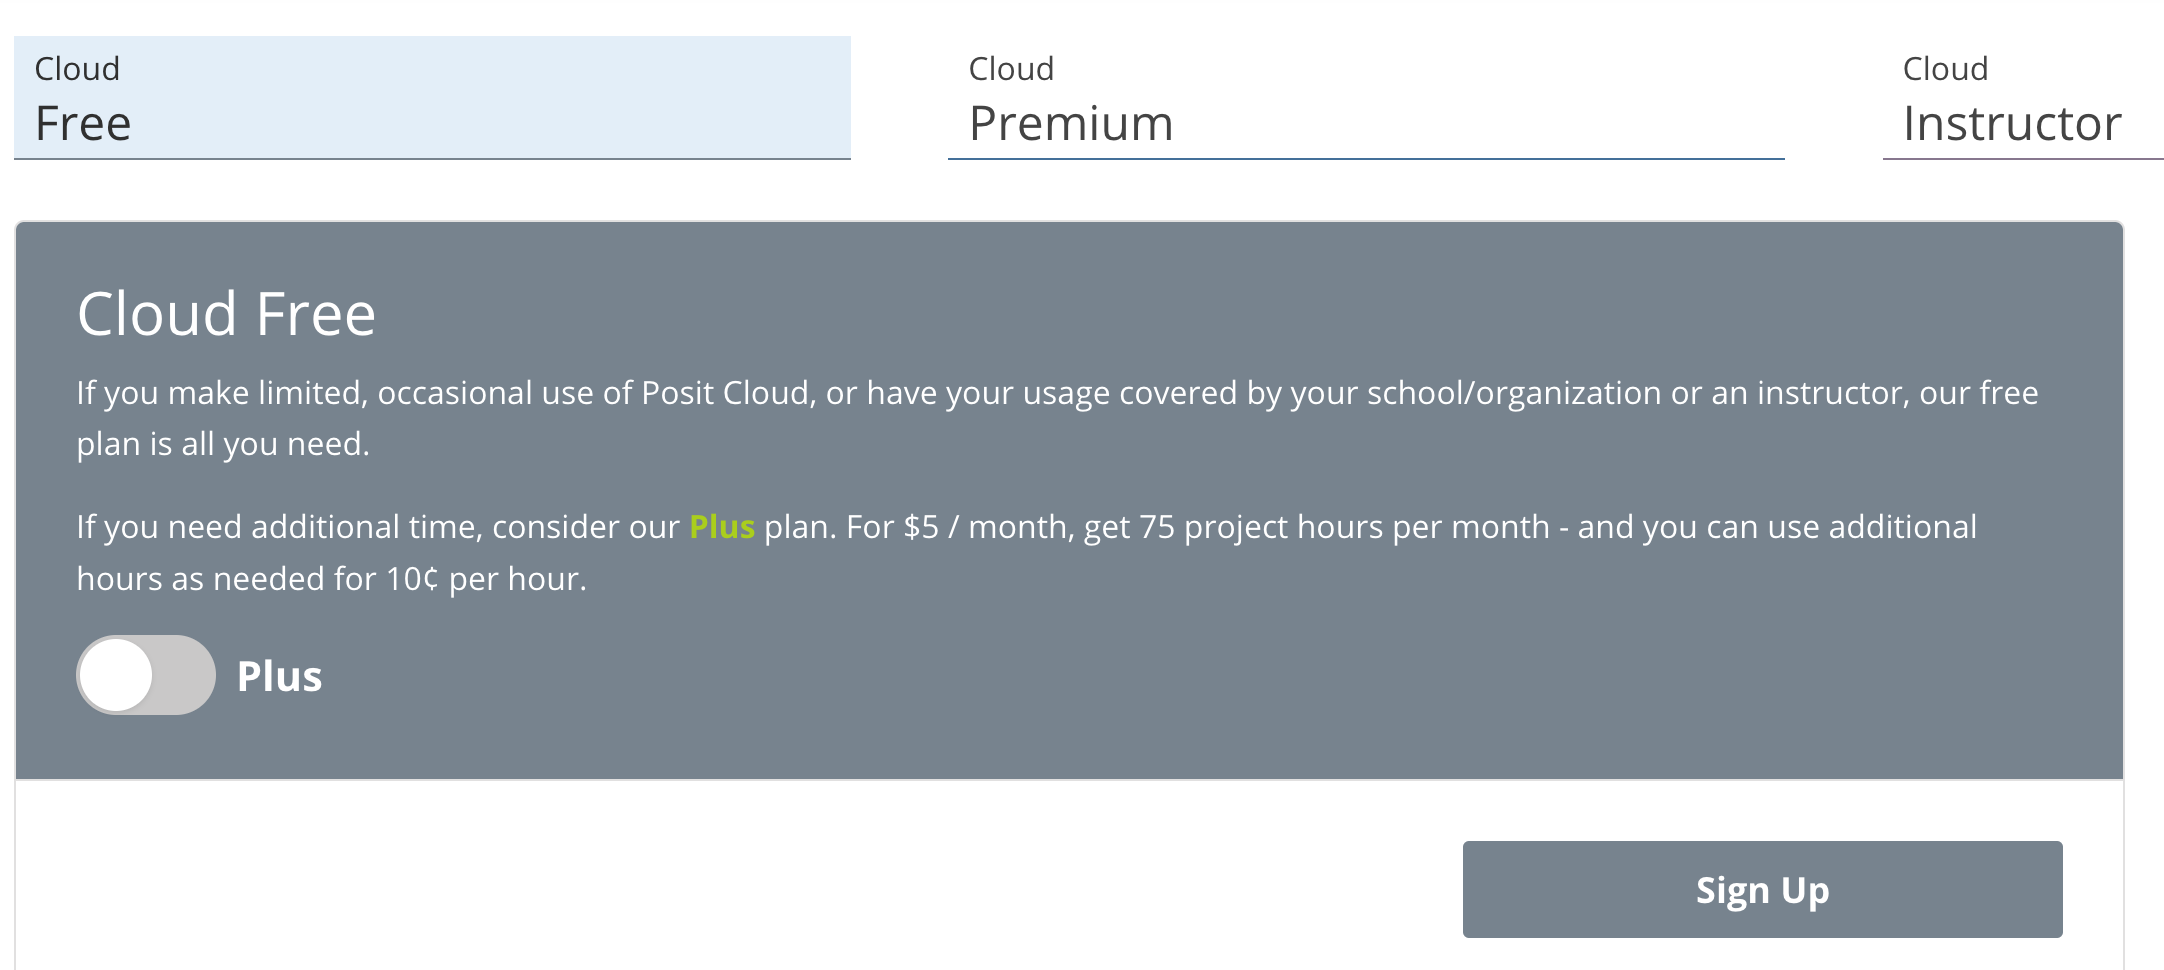 Cloud
Free
Cloud
Premium
Cloud
Instructor
Cloud Free
If you make limited, occasional use of Posit Cloud, or have your usage covered by your school/organization or an instructor, our free
plan is all you need.
If you need additional time, consider our Plus plan. For $5 / month, get 75 project hours per month - and you can use additional
hours as needed for 10¢ per hour.
Plus
Sign Up